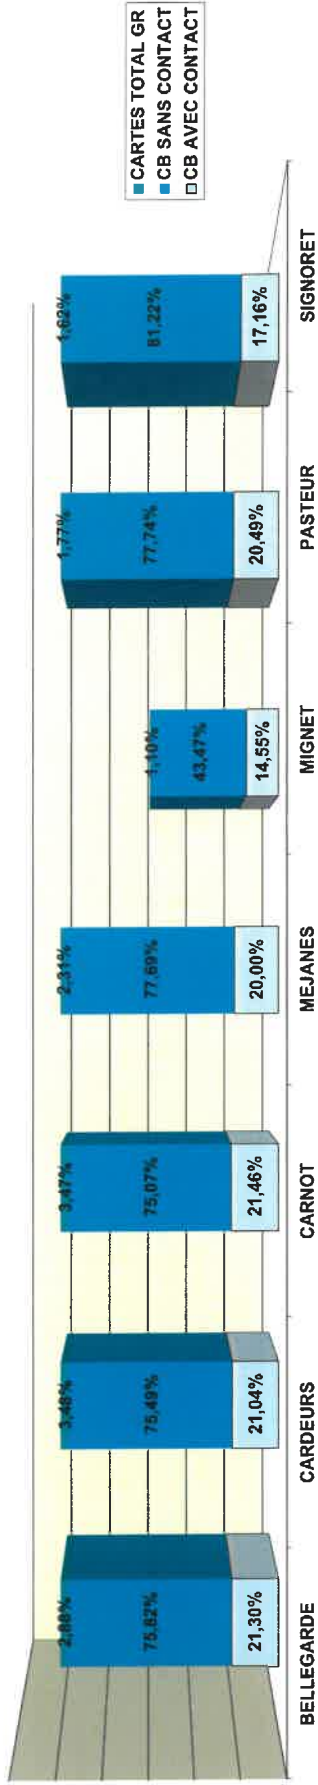 CARTES TOTAL GR
CB SANS CONTACT
CB AVEC CONTACT
2,88% 3,48% 3,47% 2,31% 1,10% 1,77% 1,62%
75,82% 75,49% 75,07% 77,69% 43,47% 77,74% 81,22%
21,30% 21,04% 21,46% 20,00% 14,55% 20,49% 17,16%
BELLEGARDE CARDEURS CARNOT MEJANES MIGNET PASTEUR SIGNORET